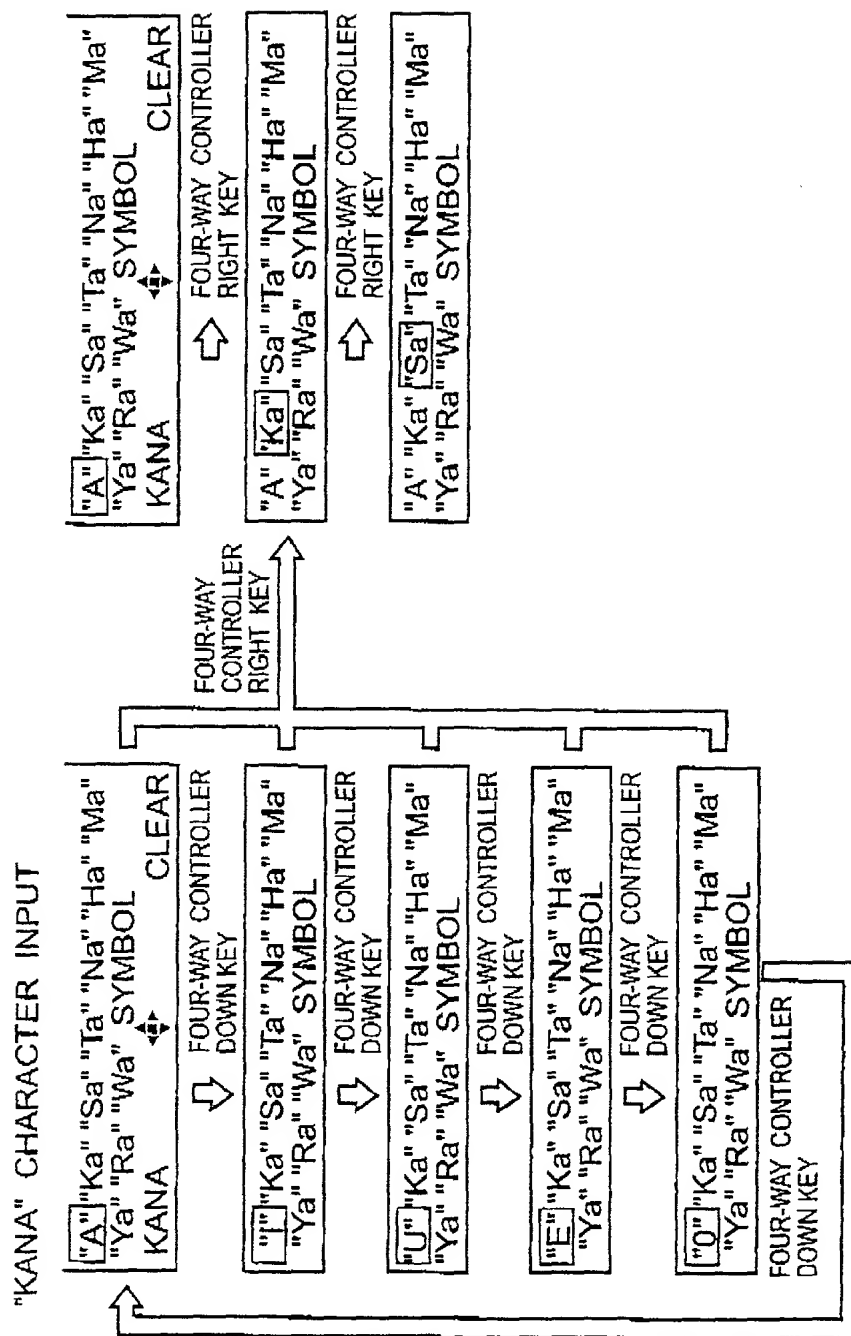 "KANA" CHARACTER INPUT
"A" "Ka" "Sa" "Ta" "Na" "Ha" "Ma"
"Ya" "Ra" "Wa" SYMBOL
KANA CLEAR
FOUR-WAY CONTROLLER
DOWN KEY
"I" "Ka" "Sa" "Ta" "Na" "Ha" "Ma"
"Ya" "Ra" "Wa" SYMBOL
FOUR-WAY CONTROLLER
DOWN KEY
"U" "Ka" "Sa" "Ta" "Na" "Ha" "Ma"
"Ya" "Ra" "Wa" SYMBOL
FOUR-WAY CONTROLLER
DOWN KEY
"E" "Ka" "Sa" "Ta" "Na" "Ha" "Ma"
"Ya" "Ra" "Wa" SYMBOL
FOUR-WAY CONTROLLER
DOWN KEY
"O" "Ka" "Sa" "Ta" "Na" "Ha" "Ma"
"Ya" "Ra" "Wa" SYMBOL
FOUR-WAY CONTROLLER
DOWN KEY
FOUR-WAY
CONTROLLER
RIGHT KEY
"A" "Ka" "Sa" "Ta" "Na" "Ha" "Ma"
"Ya" "Ra" "Wa" SYMBOL
KANA CLEAR
FOUR-WAY CONTROLLER
RIGHT KEY
"A" "Ka" "Sa" "Ta" "Na" "Ha" "Ma"
"Ya" "Ra" "Wa" SYMBOL
FOUR-WAY CONTROLLER
RIGHT KEY
"A" "Ka" "Sa" "Ta" "Na" "Ha" "Ma"
"Ya" "Ra" "Wa" SYMBOL